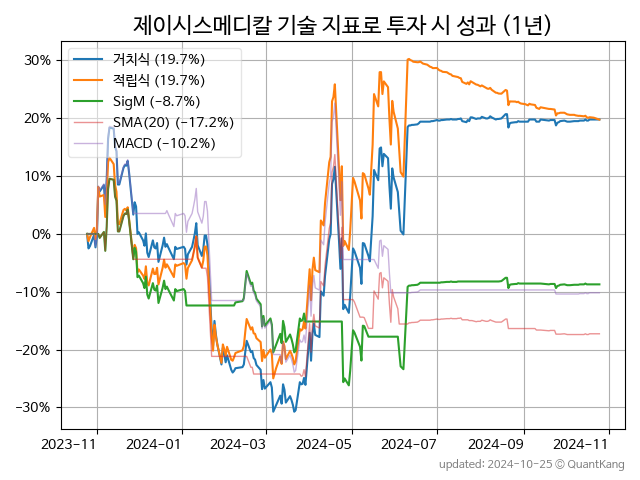 제이시스메디칼 기술 지표로 투자 시 성과 (1년)
거치식 (19.7%)
적립식 (19.7%)
SigM (−8.7%)
SMA(20) (−17.2%)
MACD (−10.2%)
30%
20%
10%
0%
−10%
−20%
−30%
2023−11 2024−01 2024−03 2024−05 2024−07 2024−09 2024−11
updated: 2024-10-25 © QuantKang